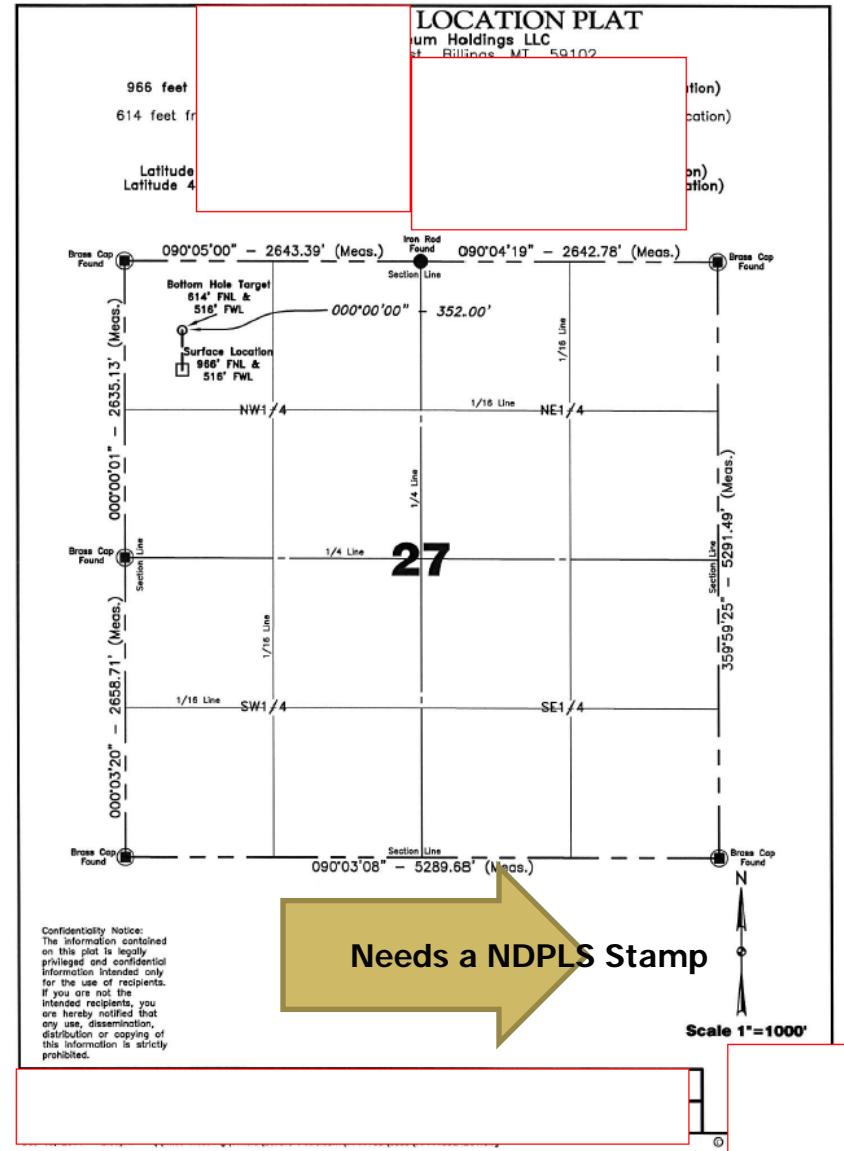 LOCATION PLAT
um Holdings LLC
st Billings, MT 59102
966 feet
tion)
614 feet fr
cation)
Latitude
on)
Latitude 4
ation)
090°05'00" - 2643.39' (Meas.)
Iron Rod
Found
090°04'19" - 2642.78' (Meas.)
Brass Cap
Found
Brass Cap
Found
Section Line
Bottom Hole Target
614' FNL &
516' FWL
000°00'00" - 352.00'
Surface Location
966' FNL &
516' FWL
1/16 Line
000°00'01" - 2635.13' (Meas.)
NW1/4
1/16 Line
NE1/4
1/4 Line
359°59'25" - 5291.49' (Meas.)
Brass Cap
Found
Section Line
1/4 Line
27
Section Line
000°03'20" - 2658.71' (Meas.)
1/16 Line
1/16 Line
SW1/4
SE1/4
Brass Cap
Found
Section Line
090°03'08" - 5289.68' (Meas.)
Brass Cap
Found
N
Needs a NDPLS Stamp
Scale 1"=1000'
Confidentiality Notice:
The information contained
on this plat is legally
privileged and confidential
information intended only
for the use of recipients.
If you are not the
intended recipients, you
are hereby notified that
any use, dissemination,
distribution or copying of
this information is strictly
prohibited.
©